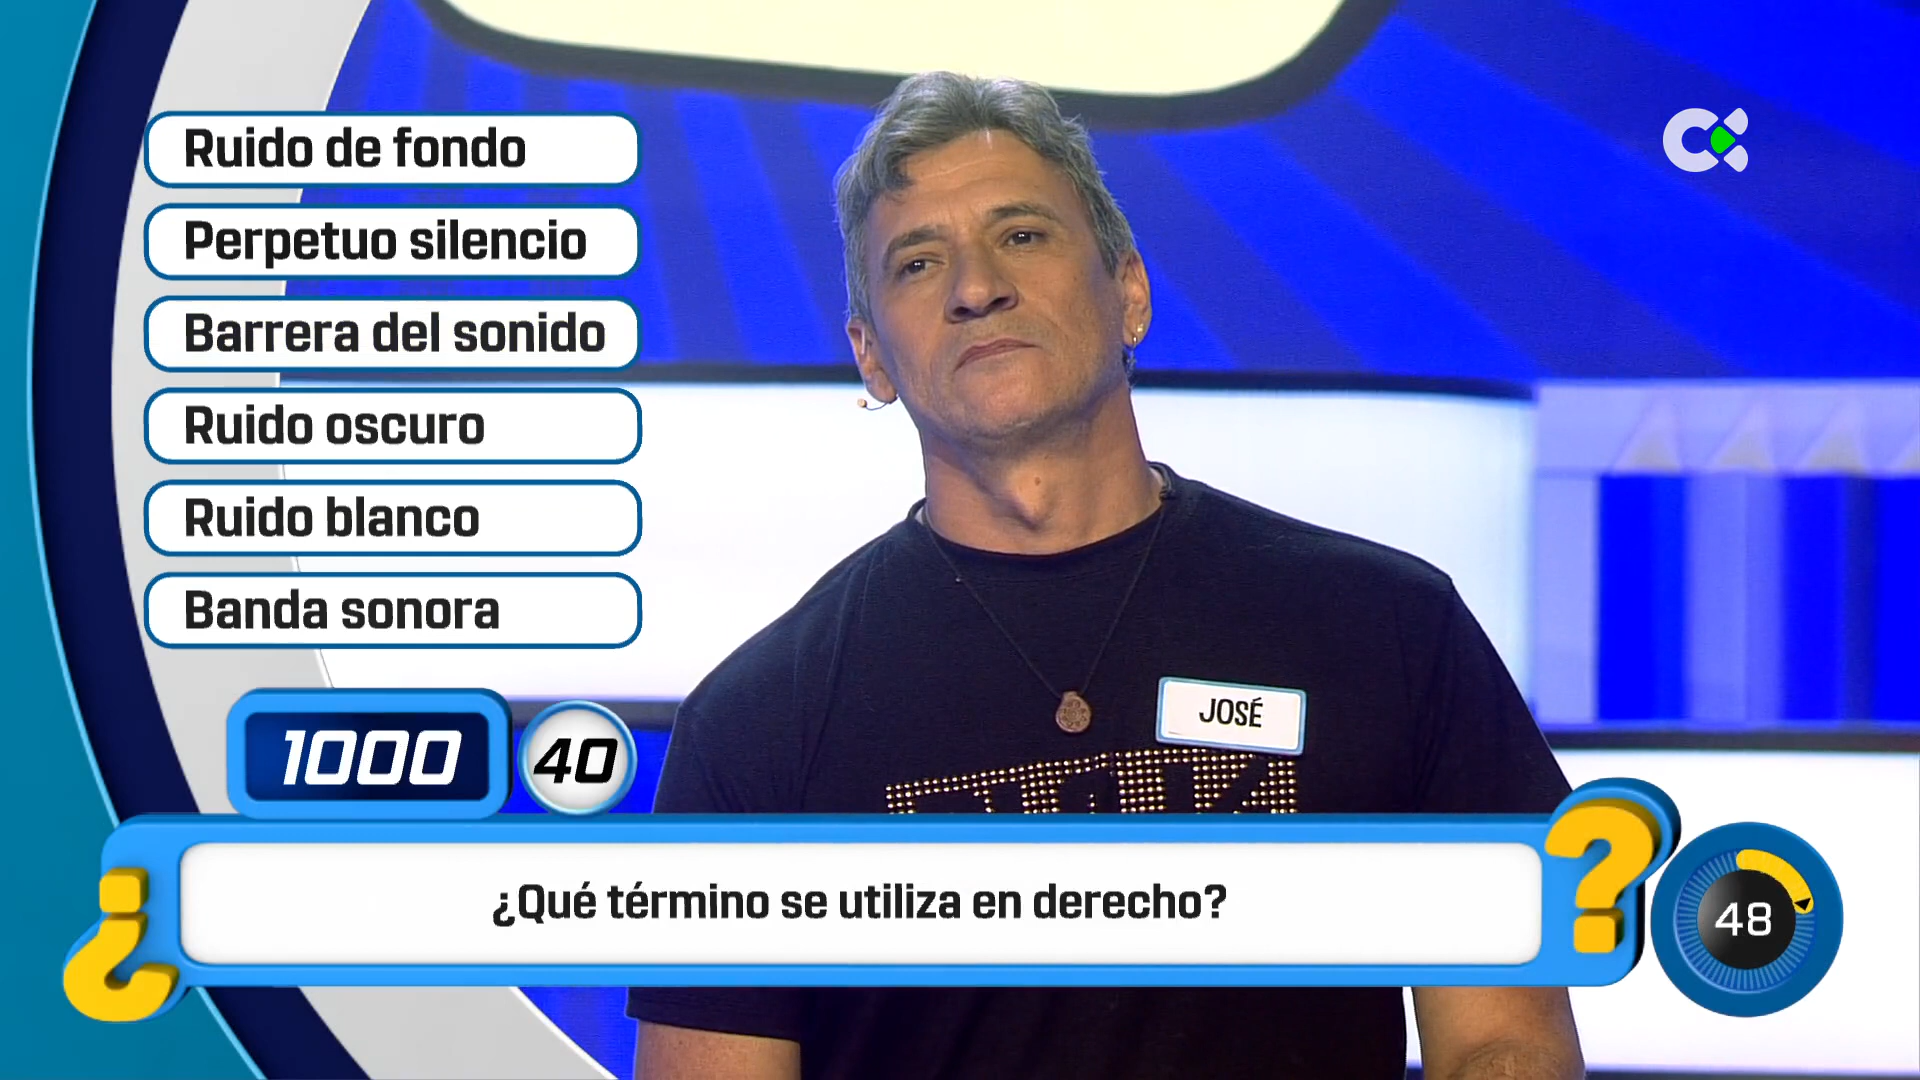 Ruido de fondo
Perpetuo silencio
Barrera del sonido
Ruido oscuro
Ruido blanco
Banda sonora
JOSÉ
1000
40
¿Qué término se utiliza en derecho?
48